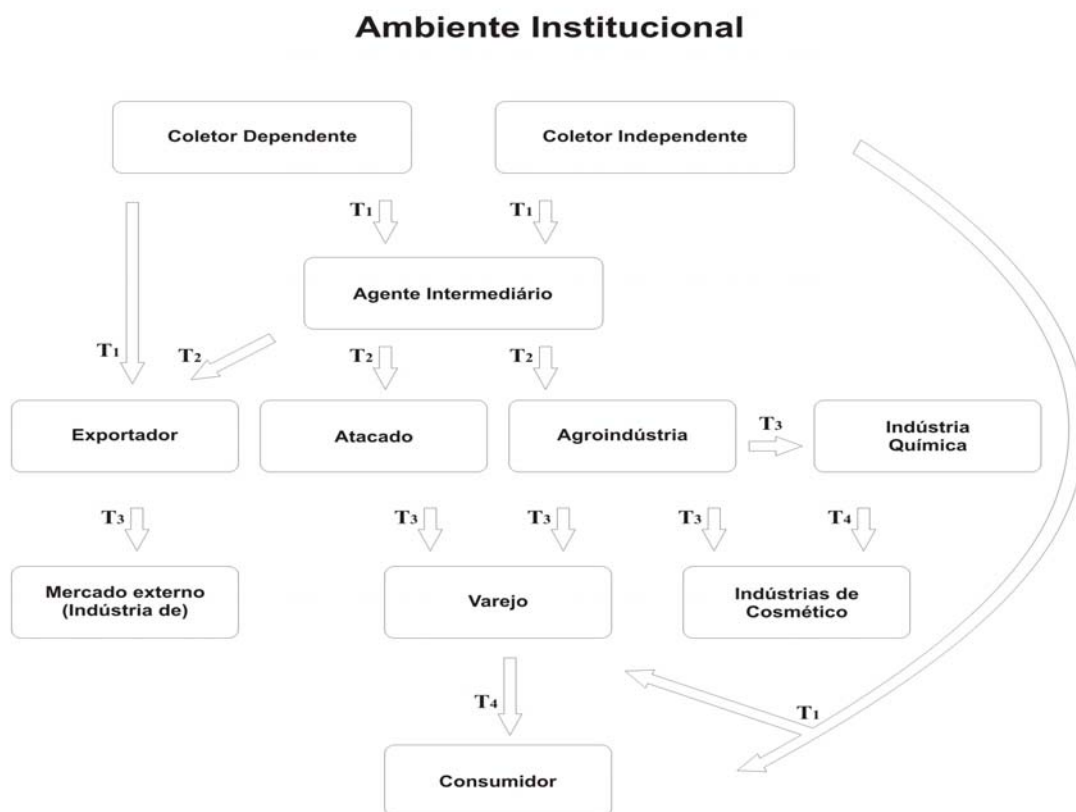 Ambiente Institucional
Coletor Dependente
Coletor Independente
T1
T1
Agente Intermediário
T1
T2
T2
T2
Exportador
Atacado
Agroindústria
T3
Indústria
Química
T3
T3
T3
T3
T4
Mercado externo
(Indústria de)
Varejo
Indústrias de
Cosmético
T4
T1
Consumidor